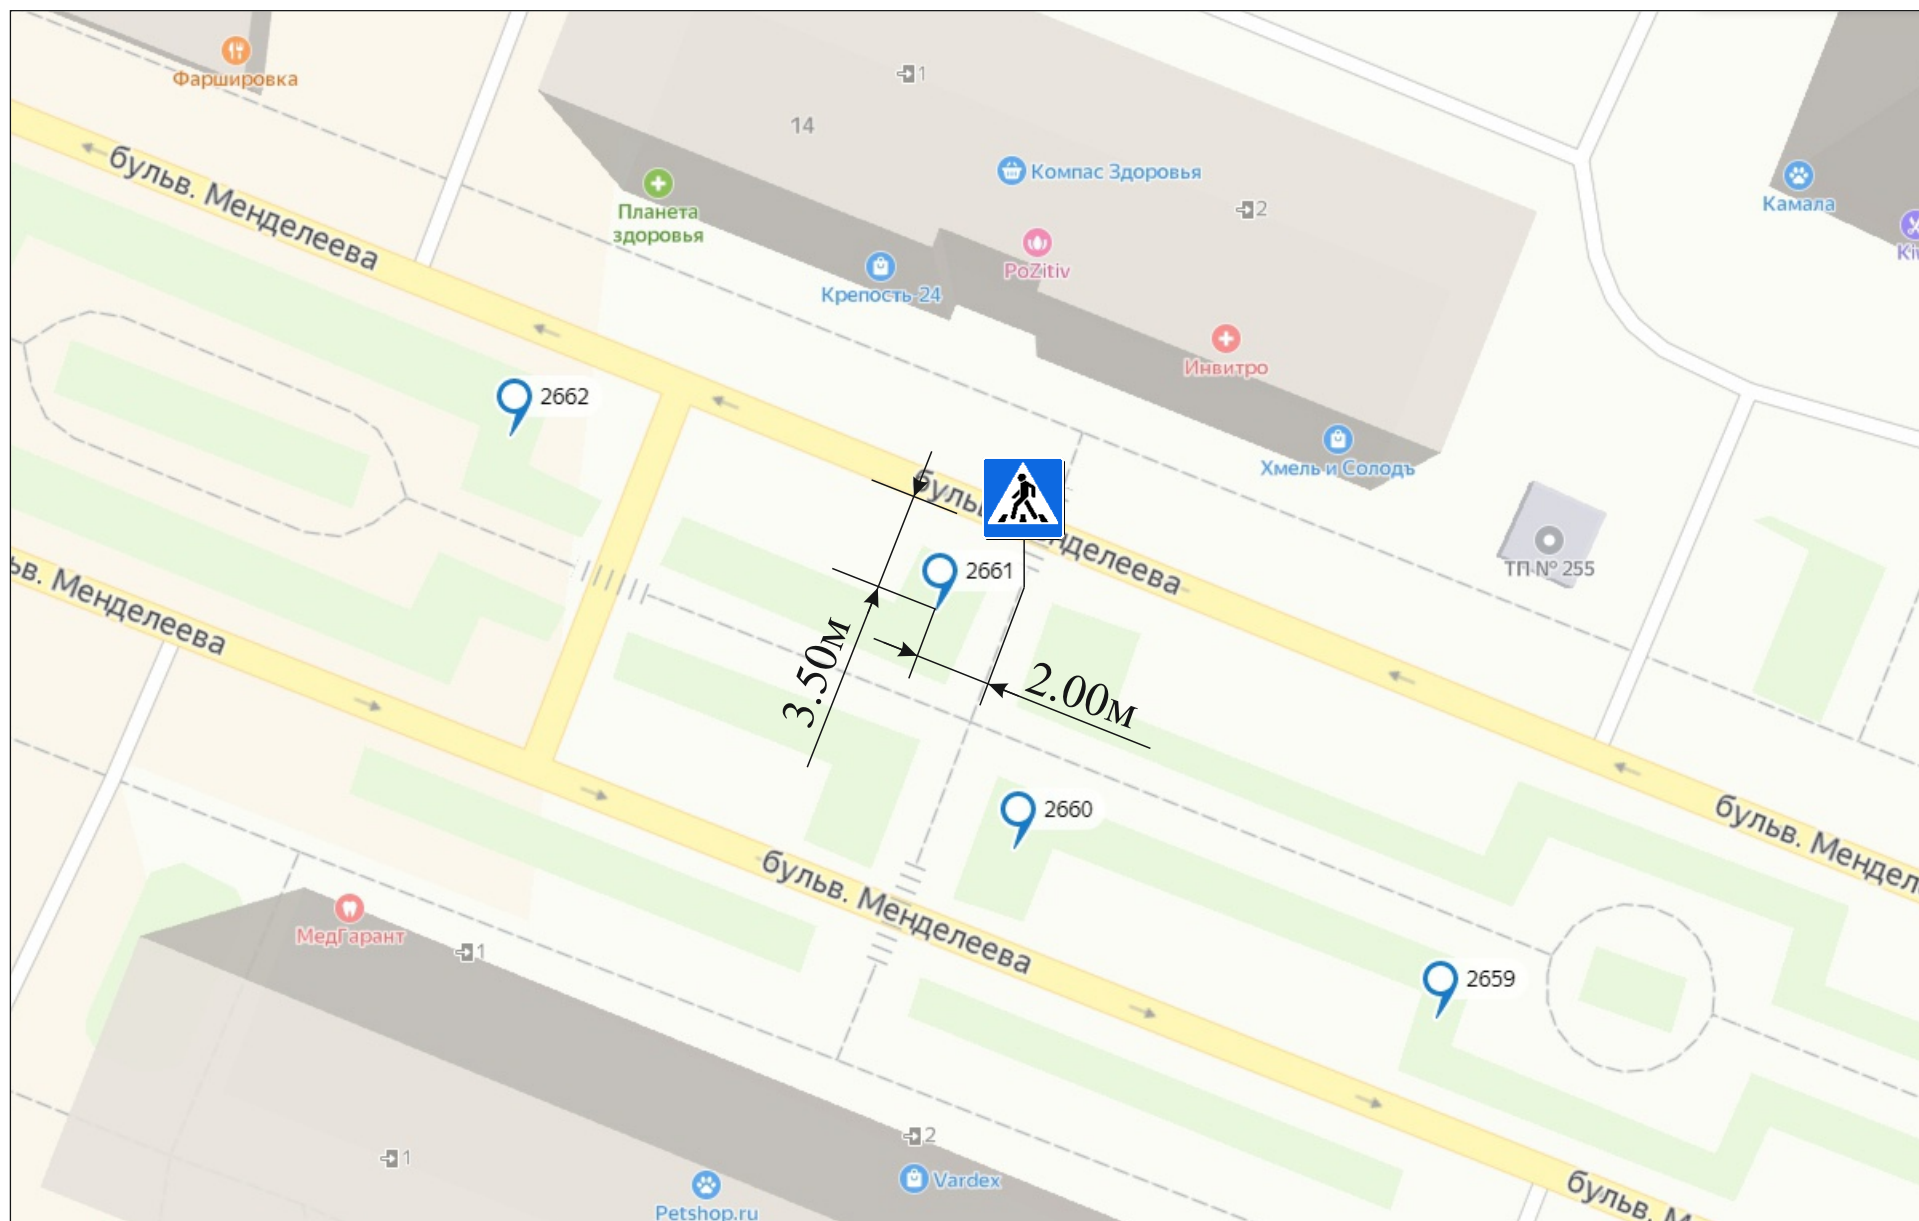 Фаршировка
1
14
Компас Здоровья
Камала
бульв. Менделеева
Планета
здоровья
2
PoZitiv
Крепость 24
Инвитро
2662
Хмель и Солодъ
ТП № 255
бульв. Менделеева
2661
ьв. Менделеева
3.50м
2.00м
2660
бульв. Мендел
бульв. Менделеева
МедГарант
1
2659
2
1
Vardex
Petshop.ru
бульв. М